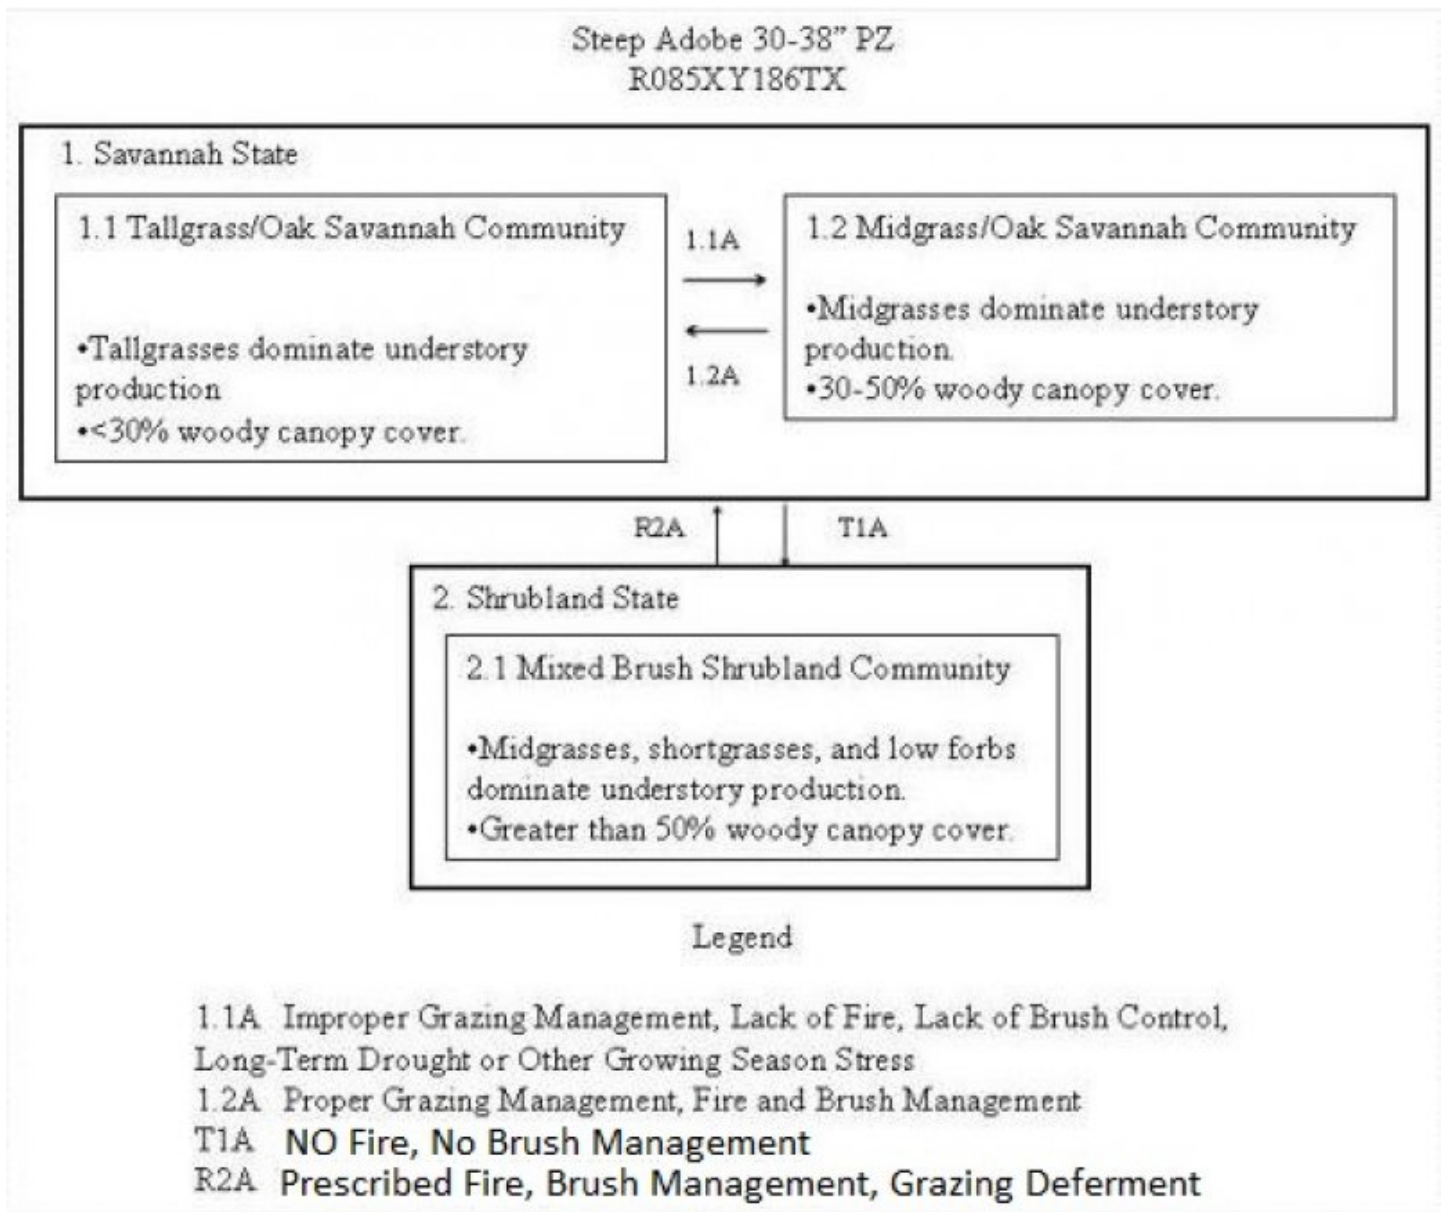 Steep Adobe 30-38” PZ
R085XY186TX
1. Savannah State
1.1 Tallgrass/Oak Savannah Community
•Tallgrasses dominate understory
production
•<30% woody canopy cover.
1.1A
1.2A
1.2 Midgrass/Oak Savannah Community
•Midgrasses dominate understory
production.
•30-50% woody canopy cover.
R2A
T1A
2. Shrubland State
2.1 Mixed Brush Shrubland Community
•Midgrasses, shortgrasses, and low forbs
dominate understory production.
•Greater than 50% woody canopy cover.
Legend
1.1A Improper Grazing Management, Lack of Fire, Lack of Brush Control,
Long-Term Drought or Other Growing Season Stress
1.2A Proper Grazing Management, Fire and Brush Management
T1A NO Fire, No Brush Management
R2A Prescribed Fire, Brush Management, Grazing Deferment